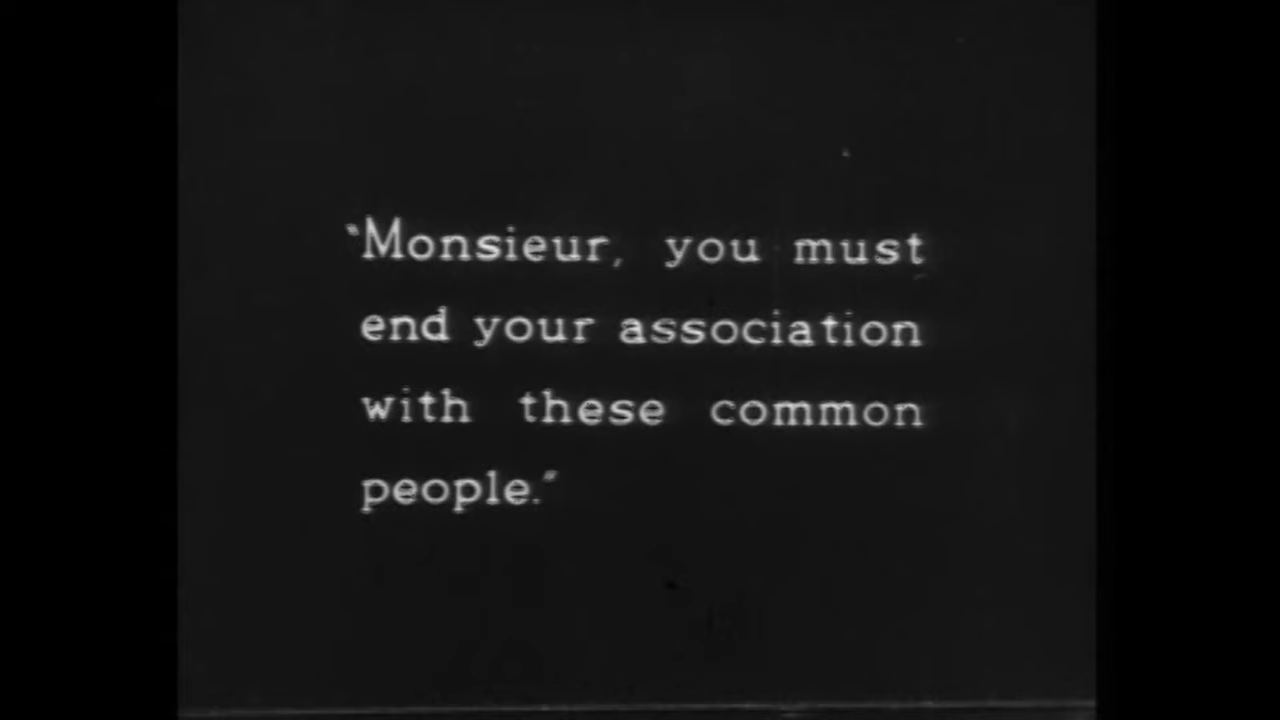 "Monsieur, you must
end your association
with these common
people."